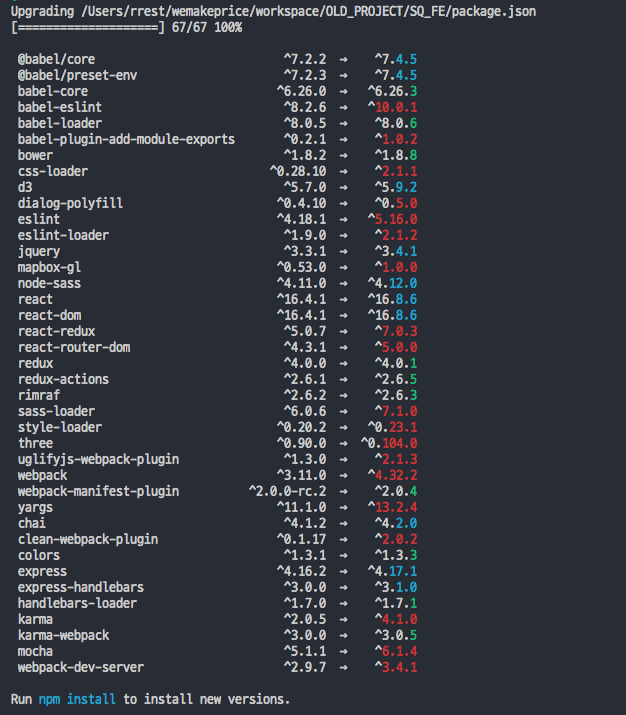 Upgrading /Users/rrest/wemakeprice/workspace/OLD_PROJECT/SQ_FE/package.json
[====================] 67/67 100%
@babel/core ^7.2.2 → ^7.4.5
@babel/preset-env ^7.2.3 → ^7.4.5
babel-core ^6.26.0 → ^6.26.3
babel-eslint ^8.2.6 → ^10.0.1
babel-loader ^8.0.5 → ^8.0.6
babel-plugin-add-module-exports ^0.2.1 → ^1.0.2
bower ^1.8.2 → ^1.8.8
css-loader ^0.28.10 → ^2.1.1
d3 ^5.7.0 → ^5.9.2
dialog-polyfill ^0.4.10 → ^0.5.0
eslint ^4.18.1 → ^5.16.0
eslint-loader ^1.9.0 → ^2.1.2
jquery ^3.3.1 → ^3.4.1
mapbox-gl ^0.53.0 → ^1.0.0
node-sass ^4.11.0 → ^4.12.0
react ^16.4.1 → ^16.8.6
react-dom ^16.4.1 → ^16.8.6
react-redux ^5.0.7 → ^7.0.3
react-router-dom ^4.3.1 → ^5.0.0
redux ^4.0.0 → ^4.0.1
redux-actions ^2.6.1 → ^2.6.5
rimraf ^2.6.2 → ^2.6.3
sass-loader ^6.0.6 → ^7.1.0
style-loader ^0.20.2 → ^0.23.1
three ^0.90.0 → ^0.104.0
uglifyjs-webpack-plugin ^1.3.0 → ^2.1.3
webpack ^3.11.0 → ^4.32.2
webpack-manifest-plugin ^2.0.0-rc.2 → ^2.0.4
yargs ^11.1.0 → ^13.2.4
chai ^4.1.2 → ^4.2.0
clean-webpack-plugin ^0.1.17 → ^2.0.2
colors ^1.3.1 → ^1.3.3
express ^4.16.2 → ^4.17.1
express-handlebars ^3.0.0 → ^3.1.0
handlebars-loader ^1.7.0 → ^1.7.1
karma ^2.0.5 → ^4.1.0
karma-webpack ^3.0.0 → ^3.0.5
mocha ^5.1.1 → ^6.1.4
webpack-dev-server ^2.9.7 → ^3.4.1
Run npm install to install new versions.